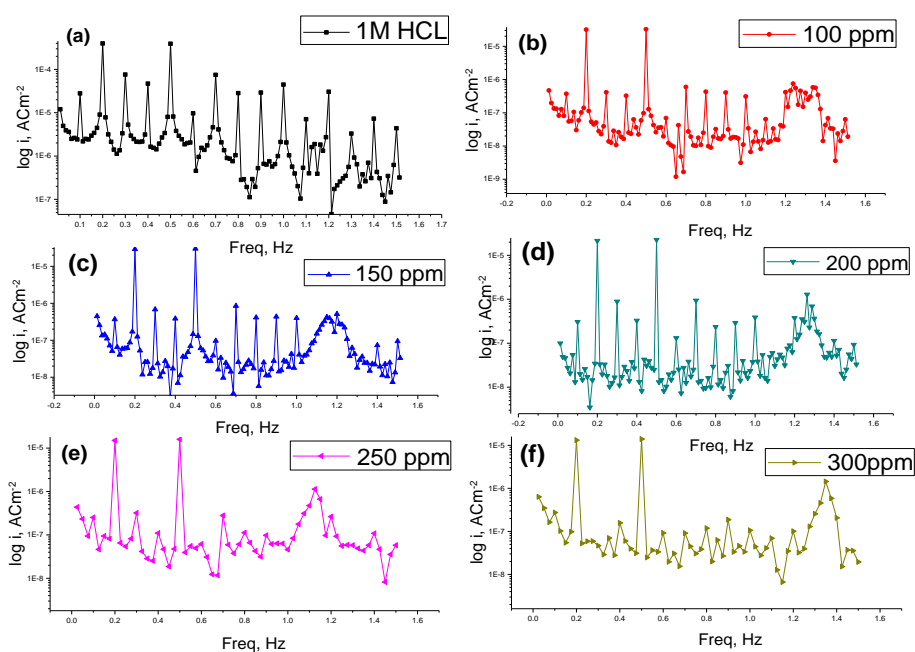 (a)
1M HCL
log i, ACm-2
1E-4
1E-5
1E-6
1E-7
0.1 0.2 0.3 0.4 0.5 0.6 0.7 0.8 0.9 1.0 1.1 1.2 1.3 1.4 1.5 1.6 1.7
Freq, Hz
(b)
100 ppm
log i, ACm-2
1E-5
1E-6
1E-7
1E-8
1E-9
-0.2 0.0 0.2 0.4 0.6 0.8 1.0 1.2 1.4 1.6
Freq, Hz
(c)
150 ppm
log i, ACm-2
1E-5
1E-6
1E-7
1E-8
0.0 0.2 0.4 0.6 0.8 1.0 1.2 1.4 1.6
Freq, Hz
(d)
200 ppm
log i, ACm-2
1E-5
1E-6
1E-7
1E-8
-0.2 0.0 0.2 0.4 0.6 0.8 1.0 1.2 1.4 1.6
Freq, Hz
(e)
250 ppm
log i, ACm-2
1E-5
1E-6
1E-7
1E-8
0.0 0.2 0.4 0.6 0.8 1.0 1.2 1.4 1.6
Freq, Hz
(f)
300ppm
log i, ACm-2
1E-5
1E-6
1E-7
1E-8
0.0 0.2 0.4 0.6 0.8 1.0 1.2 1.4 1.6
Freq, Hz